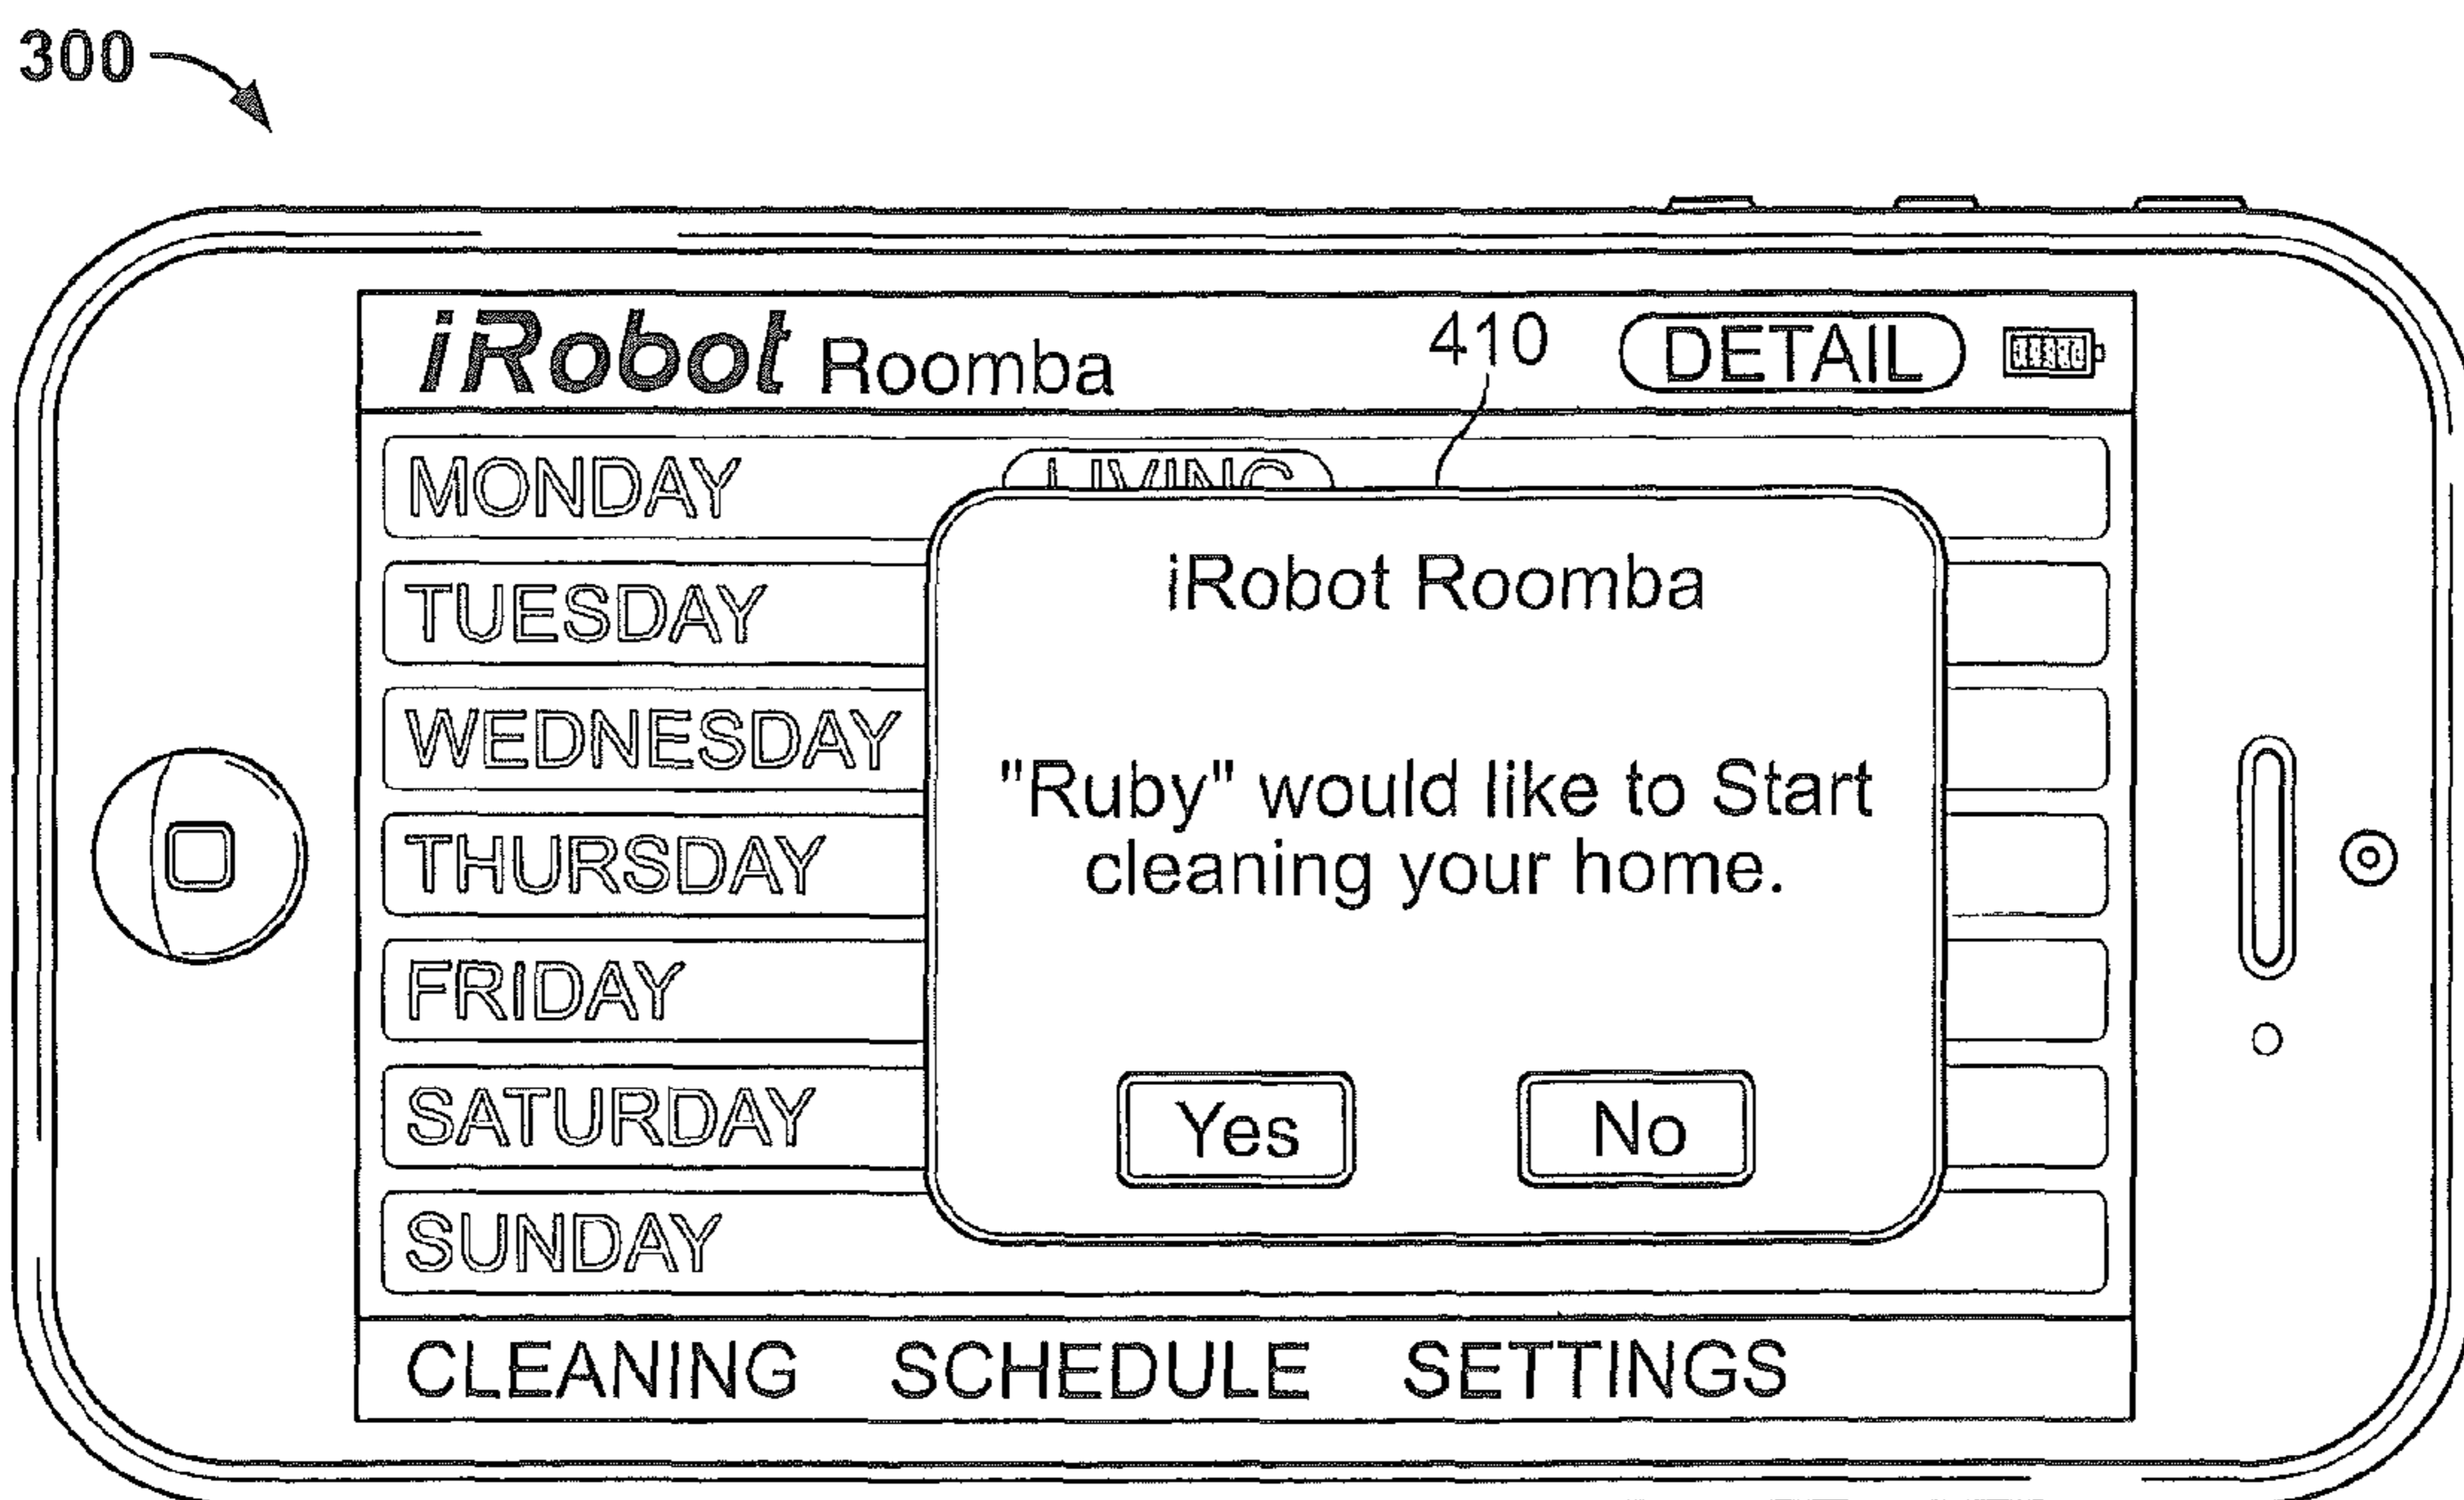 300
iRobot Roomba
410
DETAIL
MONDAY
LIVING
TUESDAY
WEDNESDAY
THURSDAY
FRIDAY
SATURDAY
SUNDAY
iRobot Roomba
"Ruby" would like to Start
cleaning your home.
Yes
No
CLEANING SCHEDULE SETTINGS